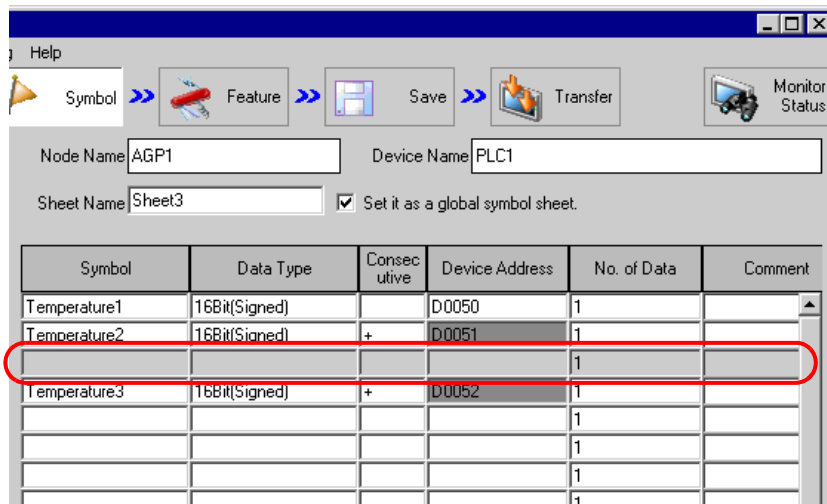 Help
Symbol Feature Save Transfer Monitor Status
Node Name AGP1 Device Name PLC1
Sheet Name Sheet3 Set it as a global symbol sheet.
Symbol Data Type Consecutive Device Address No. of Data Comment
Temperature1 16Bit(Signed) D0050 1
Temperature2 16Bit(Signed) + D0051 1
1
Temperature3 16Bit(Signed) + D0052 1
1
1
1
1